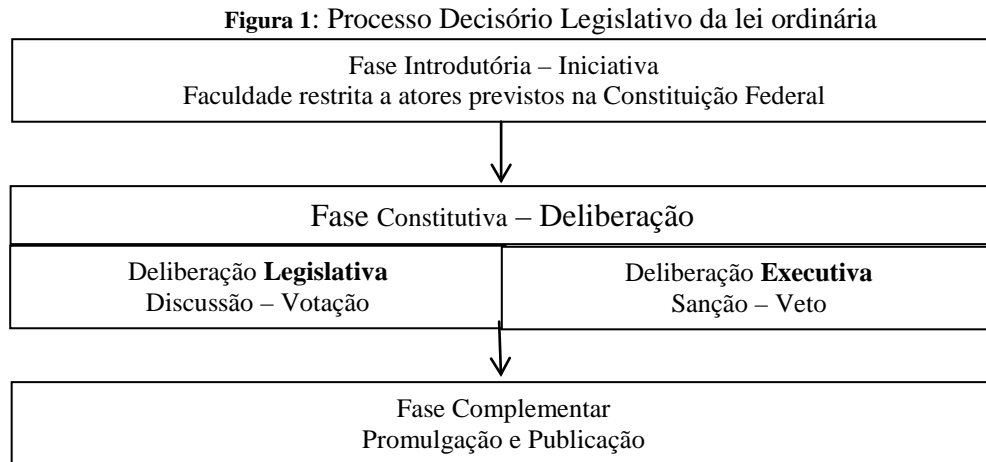 Figura 1: Processo Decisório Legislativo da lei ordinária
Fase Introdutória – Iniciativa
Faculdade restrita a atores previstos na Constituição Federal
Fase Constitutiva – Deliberação
Deliberação Legislativa
Discussão – Votação
Deliberação Executiva
Sanção – Veto
Fase Complementar
Promulgação e Publicação